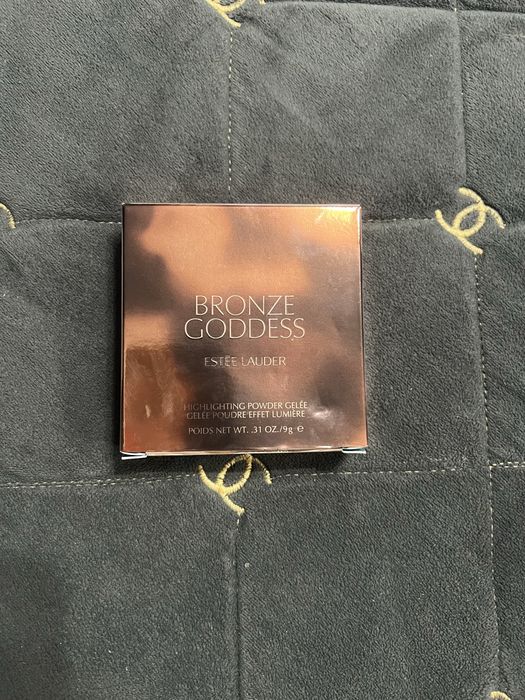 BRONZE
GODDESS
ESTĒE LAUDER
HIGHLIGHTING POWDER GELÉE
GELÉE POUDRE EFFET LUMIÈRE
POIDS NET WT. .31 OZ./9g ℮